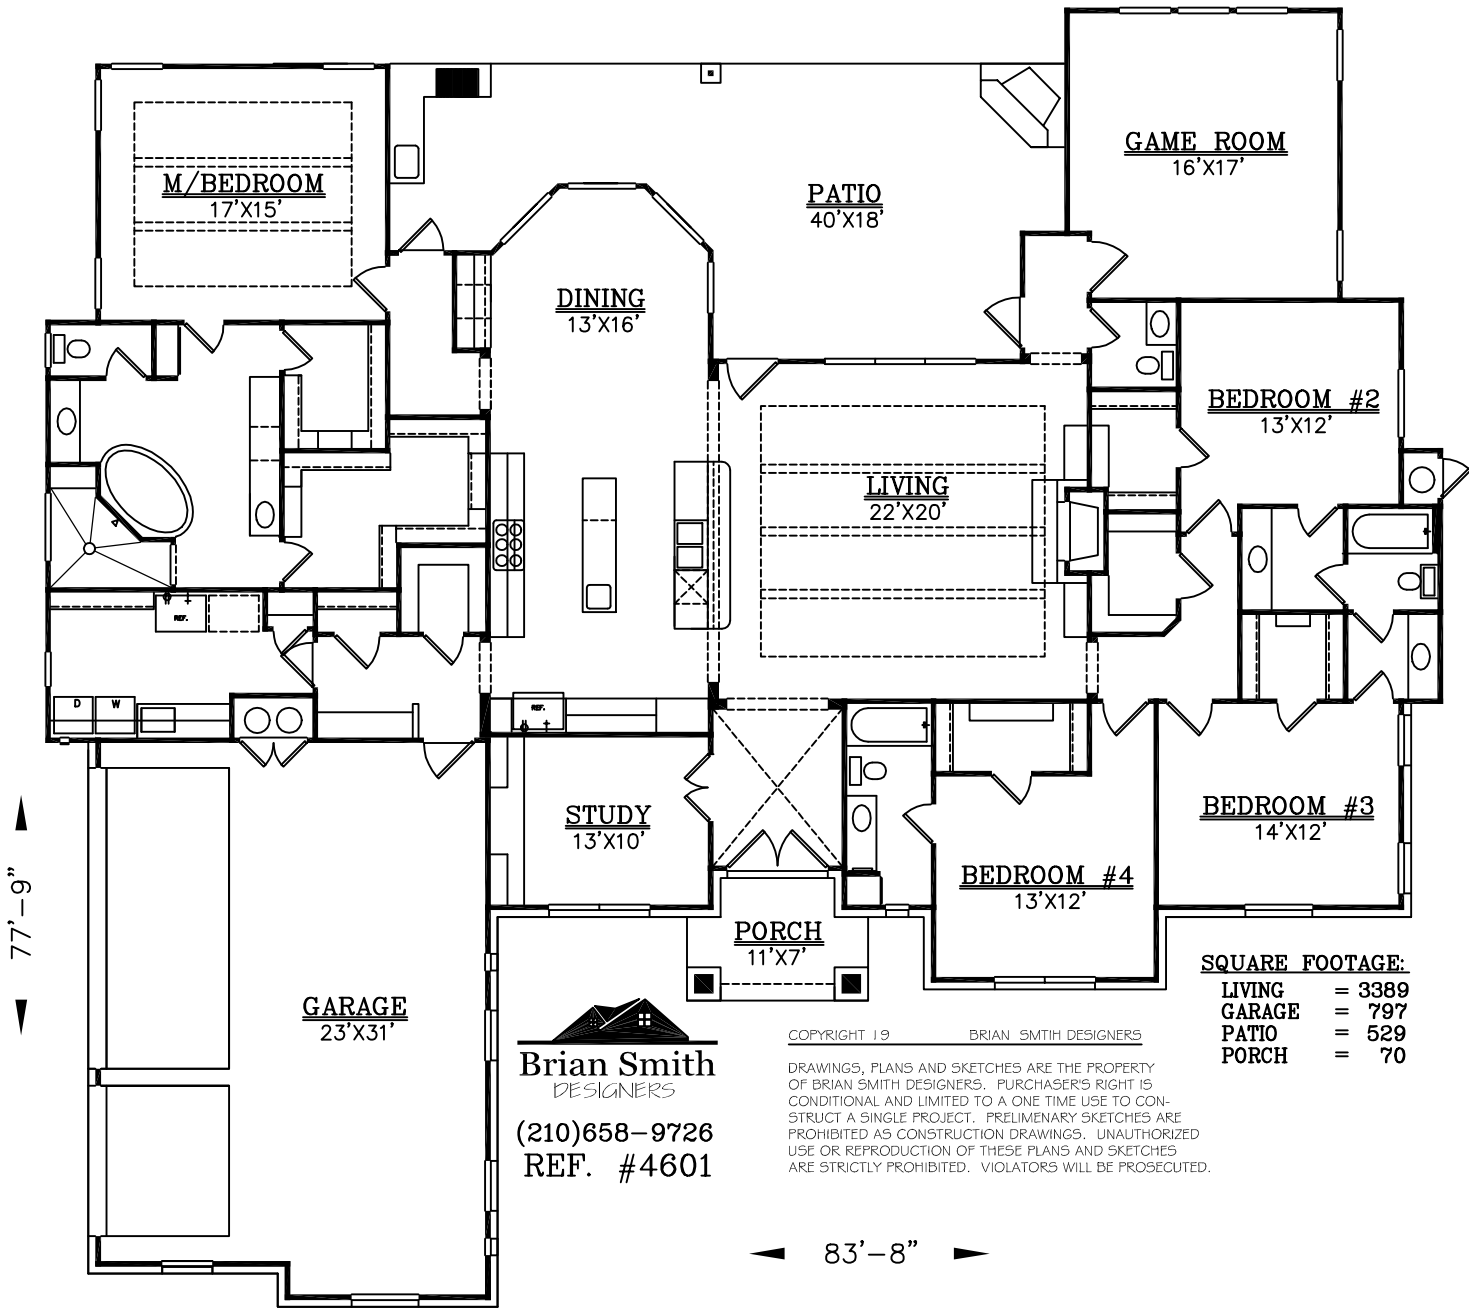 GAME ROOM
16'X17'
M/BEDROOM
17'X15'
PATIO
40'X18'
DINING
13'X16'
BEDROOM #2
13'X12'
LIVING
22'X20'
REF.
D W
REF.
STUDY
13'X10'
BEDROOM #3
14'X12'
BEDROOM #4
13'X12'
77'-9"
PORCH
11'X7'
GARAGE
23'X31'
SQUARE FOOTAGE:
LIVING = 3389
GARAGE = 797
PATIO = 529
PORCH = 70
Brian Smith
DESIGNERS
(210)658-9726
REF. #4601
COPYRIGHT 19 BRIAN SMTIH DESIGNERS
DRAWINGS, PLANS AND SKETCHES ARE THE PROPERTY
OF BRIAN SMITH DESIGNERS. PURCHASER'S RIGHT IS
CONDITIONAL AND LIMITED TO A ONE TIME USE TO CON-
STRUCT A SINGLE PROJECT. PRELIMENARY SKETCHES ARE
PROHIBITED AS CONSTRUCTION DRAWINGS. UNAUTHORIZED
USE OR REPRODUCTION OF THESE PLANS AND SKETCHES
ARE STRICTLY PROHIBITED. VIOLATORS WILL BE PROSECUTED.
83'-8"